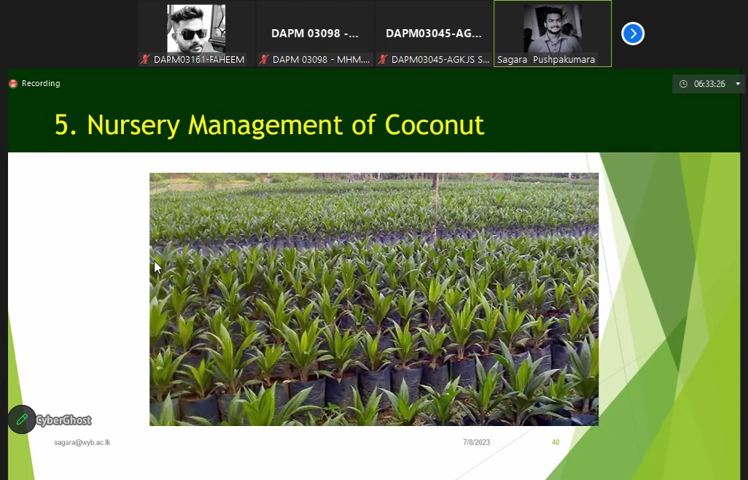 DAPM 03098 -...
DAPM03045-AG...
DAPM03161-FAHEEM
DAPM 03098 - MHM....
DAPM03045-AGKJS S...
Sagara Pushpakumara
Recording
06:33:26
5. Nursery Management of Coconut
CyberGhost
sagara@wyb.ac.lk
7/8/2023
40